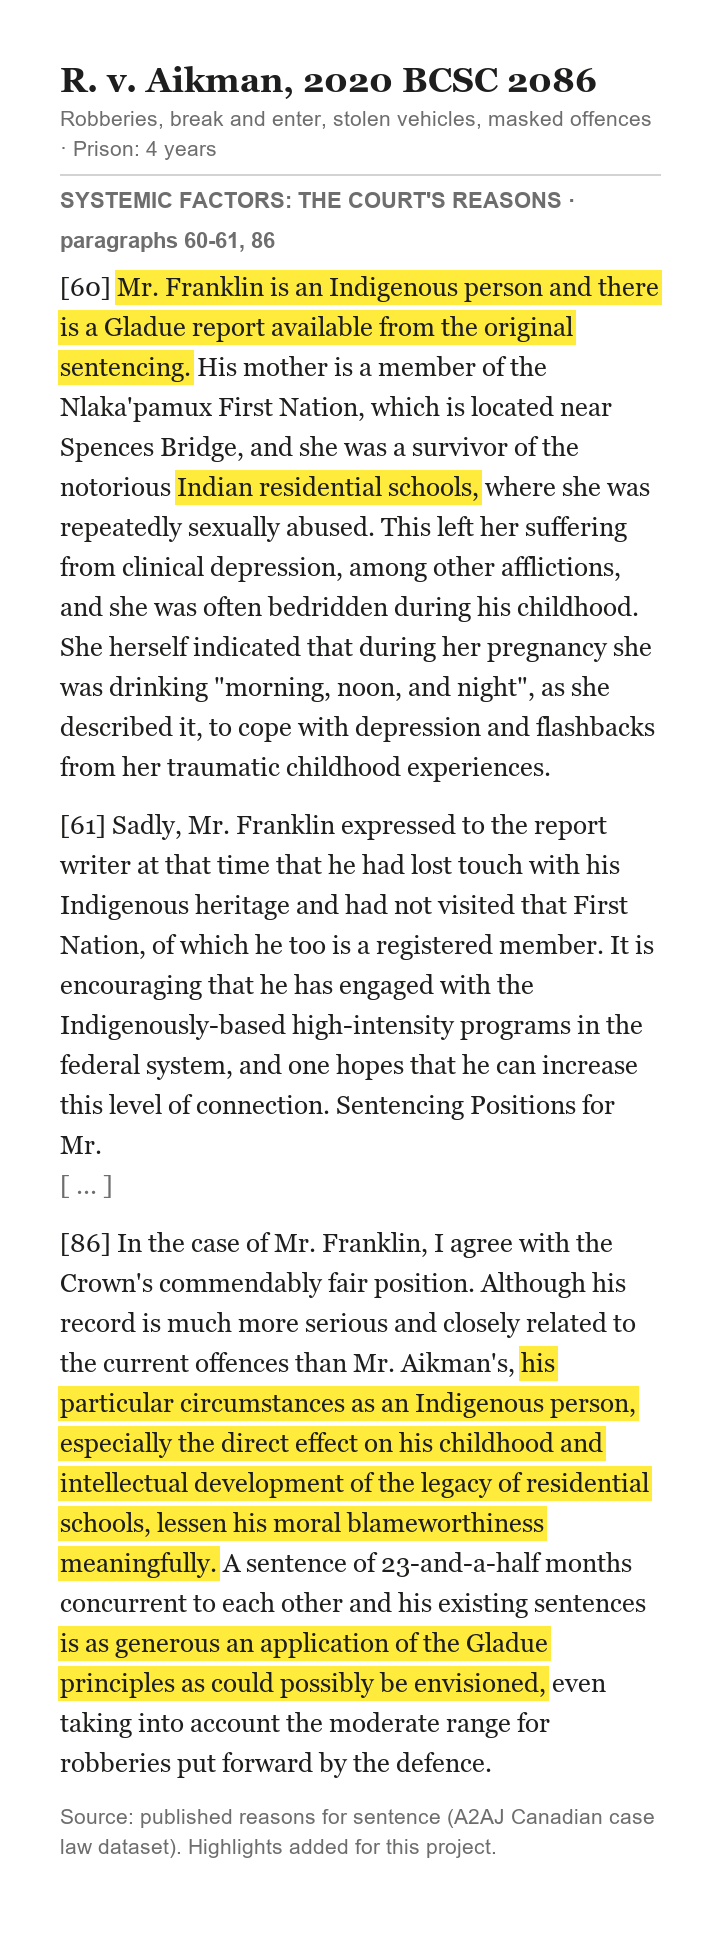 R. v. Aikman, 2020 BCSC 2086
Robberies, break and enter, stolen vehicles, masked offences
· Prison: 4 years
SYSTEMIC FACTORS: THE COURT'S REASONS ·
paragraphs 60-61, 86
[60] Mr. Franklin is an Indigenous person and there
is a Gladue report available from the original
sentencing. His mother is a member of the
Nlaka'pamux First Nation, which is located near
Spences Bridge, and she was a survivor of the
notorious Indian residential schools, where she was
repeatedly sexually abused. This left her suffering
from clinical depression, among other afflictions,
and she was often bedridden during his childhood.
She herself indicated that during her pregnancy she
was drinking "morning, noon, and night", as she
described it, to cope with depression and flashbacks
from her traumatic childhood experiences.
[61] Sadly, Mr. Franklin expressed to the report
writer at that time that he had lost touch with his
Indigenous heritage and had not visited that First
Nation, of which he too is a registered member. It is
encouraging that he has engaged with the
Indigenously-based high-intensity programs in the
federal system, and one hopes that he can increase
this level of connection. Sentencing Positions for
Mr.
[ ... ]
[86] In the case of Mr. Franklin, I agree with the
Crown's commendably fair position. Although his
record is much more serious and closely related to
the current offences than Mr. Aikman's, his
particular circumstances as an Indigenous person,
especially the direct effect on his childhood and
intellectual development of the legacy of residential
schools, lessen his moral blameworthiness
meaningfully. A sentence of 23-and-a-half months
concurrent to each other and his existing sentences
is as generous an application of the Gladue
principles as could possibly be envisioned, even
taking into account the moderate range for
robberies put forward by the defence.
Source: published reasons for sentence (A2AJ Canadian case
law dataset). Highlights added for this project.